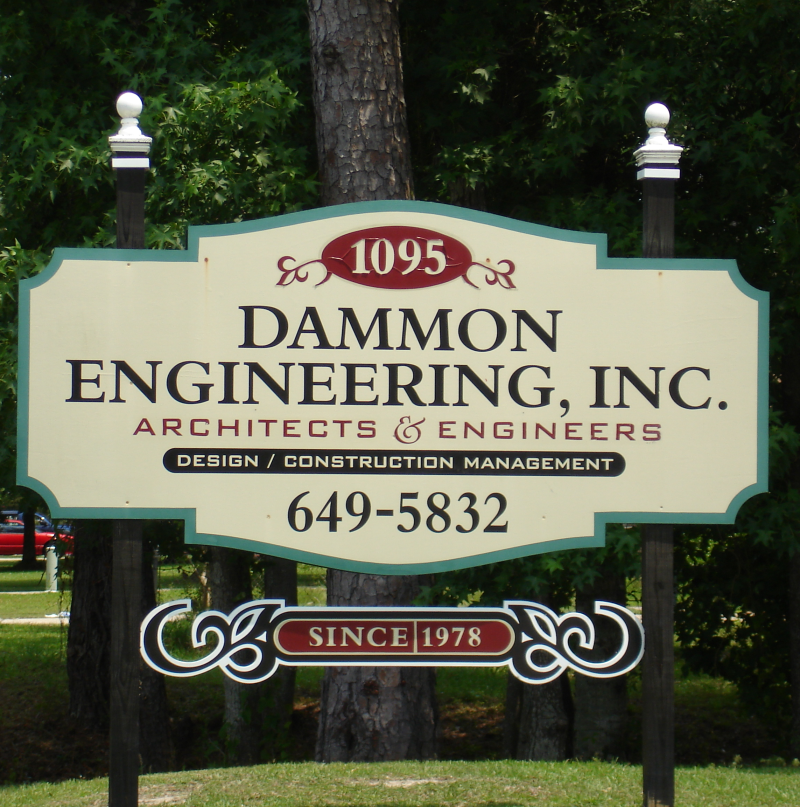 1095
DAMMON
ENGINEERING, INC.
ARCHITECTS & ENGINEERS
DESIGN / CONSTRUCTION MANAGEMENT
649-5832
SINCE 1978